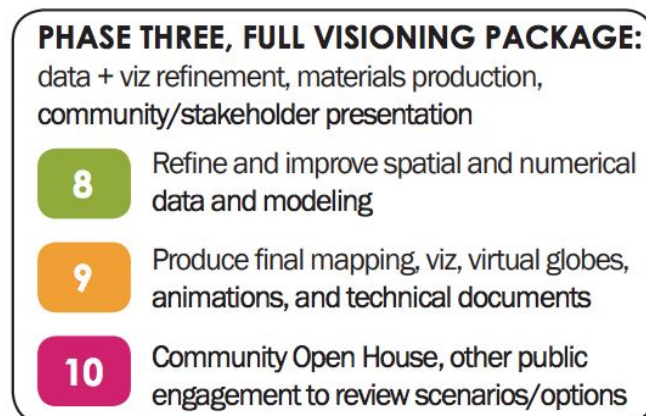 PHASE THREE, FULL VISIONING PACKAGE:
data + viz refinement, materials production,
community/stakeholder presentation
8
Refine and improve spatial and numerical
data and modeling
9
Produce final mapping, viz, virtual globes,
animations, and technical documents
10
Community Open House, other public
engagement to review scenarios/options